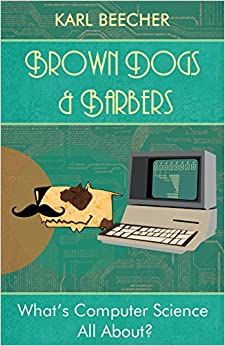 KARL BEECHER
BROWN DOGS
& BARBERS
What's Computer Science
All About?